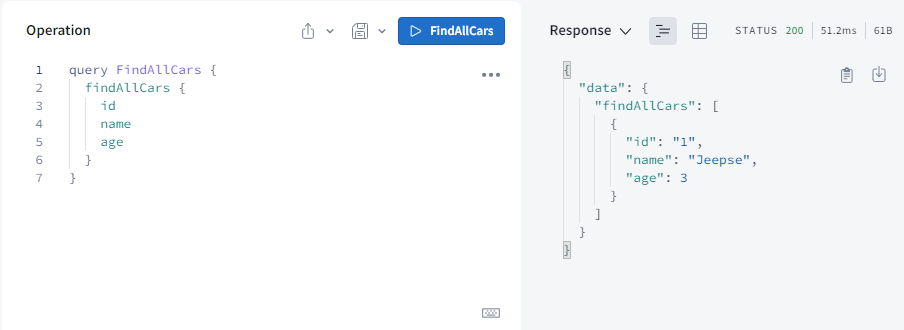 Operation
FindAllCars
1 query FindAllCars {
2   findAllCars {
3     id
4     name
5     age
6   }
7 }
Response
STATUS 200 51.2ms 61B
{
  "data": {
    "findAllCars": [
      {
        "id": "1",
        "name": "Jeepse",
        "age": 3
      }
    ]
  }
}